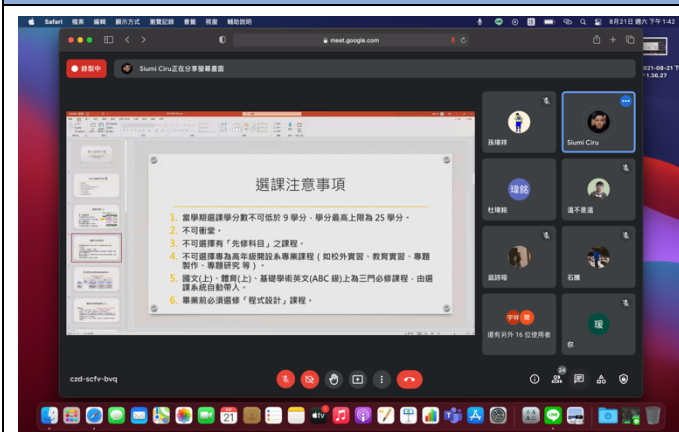 Safari 檔案 編輯 顯示方式 瀏覽記錄 書籤 視窗 輔助說明
8月21日 週六 下午1:42
meet.google.com
錄製中
Siumi Ciru正在分享螢幕畫面
選課注意事項
1. 當學期選課學分數不可低於 9 學分，學分最高上限為 25 學分。
2. 不可衝堂。
3. 不可選擇有「先修科目」之課程。
4. 不可選擇專為高年級開設系專業課程（如校外實習、教育實習、專題
製作、專題研究 等）。
5. 國文(上)、體育(上)、基礎學術英文(ABC 級)上為三門必修課程，由選
課系統自動帶入。
6. 畢業前必須選修「程式設計」課程。
孫瑋祥
Siumi Ciru
瑋銘
杜瑋銘
溫不是溫
石騰
宇祥
還有另外 16 位使用者
瑷
你
czd-scfv-bvq
24
021-08-21 下
1.36.27
21